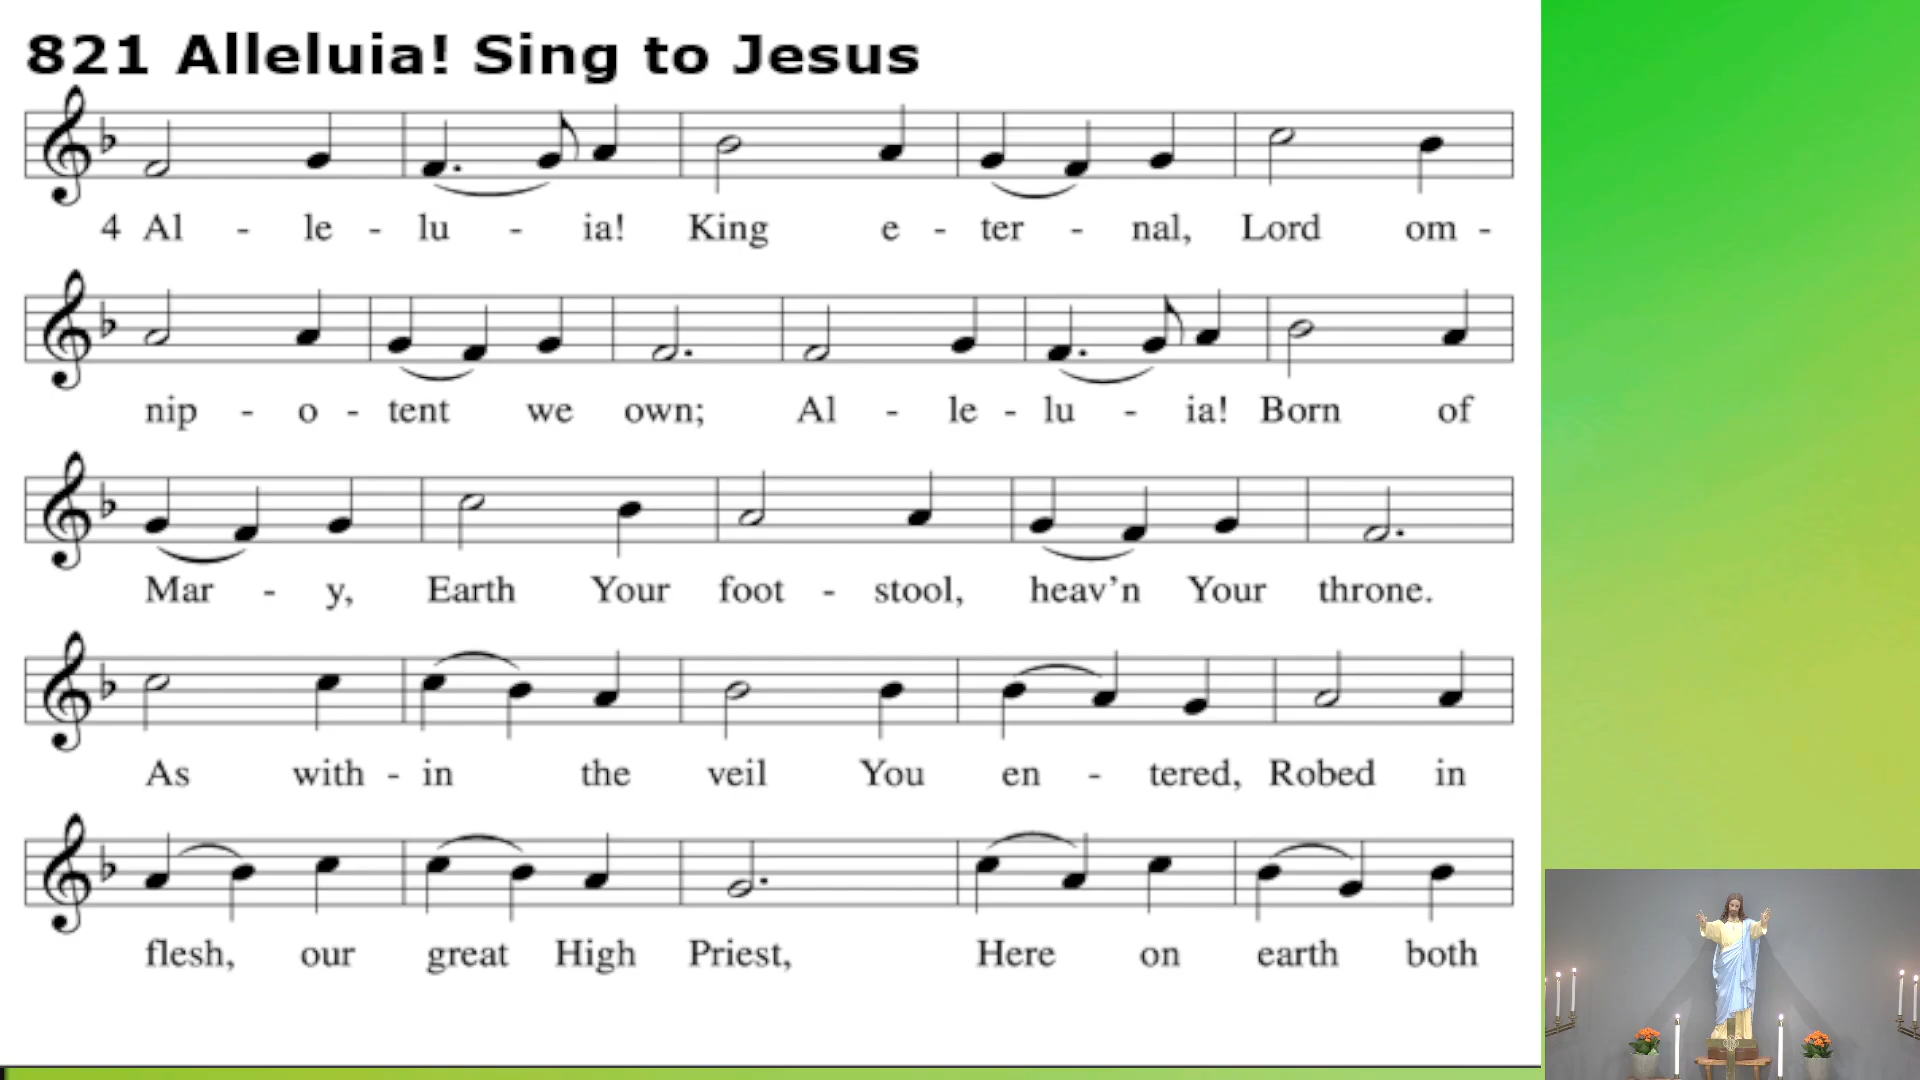 821 Alleluia! Sing to Jesus
4 Al - le - lu - ia! King e - ter - nal, Lord om -
nip - o - tent we own; Al - le - lu - ia! Born of
Mar - y, Earth Your foot - stool, heav’n Your throne.
As with - in the veil You en - tered, Robed in
flesh, our great High Priest, Here on earth both